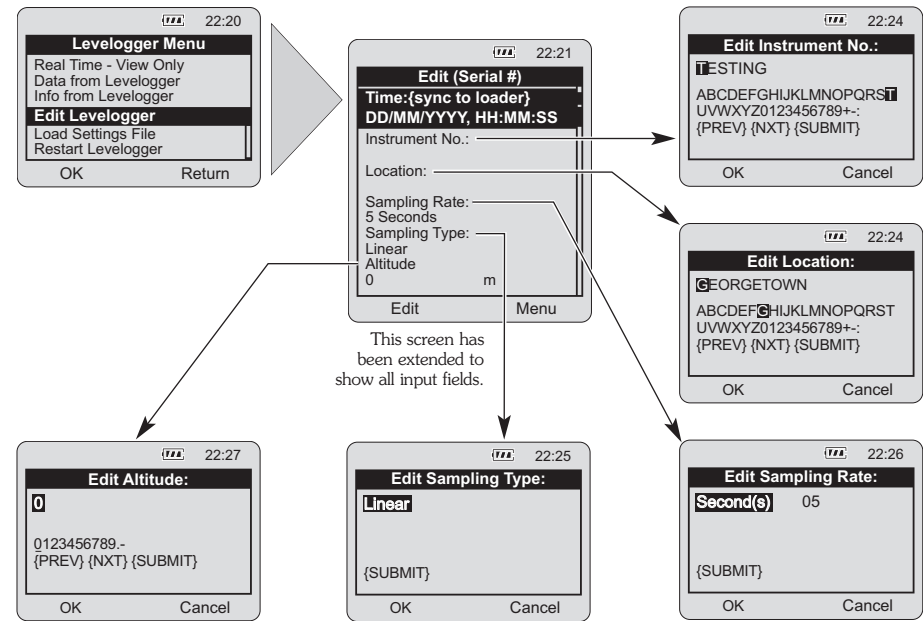 22:20
Levelogger Menu
Real Time - View Only
Data from Levelogger
Info from Levelogger
Edit Levelogger
Load Settings File
Restart Levelogger
OK Return
22:21
Edit (Serial #)
Time:{sync to loader}
DD/MM/YYYY, HH:MM:SS
Instrument No.:
Location:
Sampling Rate:
5 Seconds
Sampling Type:
Linear
Altitude
0 m
Edit Menu
This screen has
been extended to
show all input fields.
22:24
Edit Instrument No.:
TESTING
ABCDEFGHIJKLMNOPQRST
UVWXYZ0123456789+-:
{PREV} {NXT} {SUBMIT}
OK Cancel
22:24
Edit Location:
GEORGETOWN
ABCDEFGHIJKLMNOPQRST
UVWXYZ0123456789+-:
{PREV} {NXT} {SUBMIT}
OK Cancel
22:27
Edit Altitude:
0
0123456789.-
{PREV} {NXT} {SUBMIT}
OK Cancel
22:25
Edit Sampling Type:
Linear
{SUBMIT}
OK Cancel
22:26
Edit Sampling Rate:
Second(s) 05
{SUBMIT}
OK Cancel